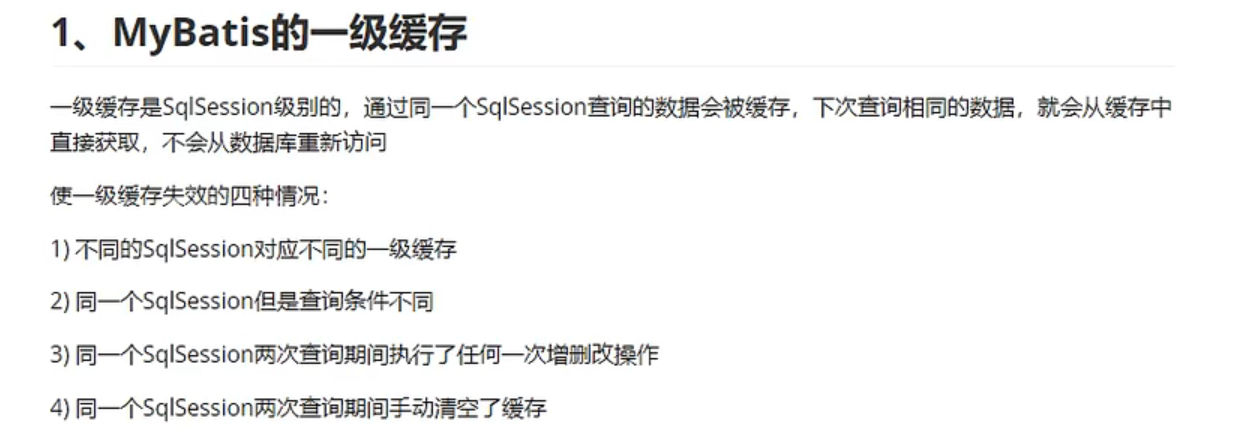 1、MyBatis的一级缓存
一级缓存是SqlSession级别的，通过同一个SqlSession查询的数据会被缓存，下次查询相同的数据，就会从缓存中
直接获取，不会从数据库重新访问
使一级缓存失效的四种情况：
1) 不同的SqlSession对应不同的一级缓存
2) 同一个SqlSession但是查询条件不同
3) 同一个SqlSession两次查询期间执行了任何一次增删改操作
4) 同一个SqlSession两次查询期间手动清空了缓存